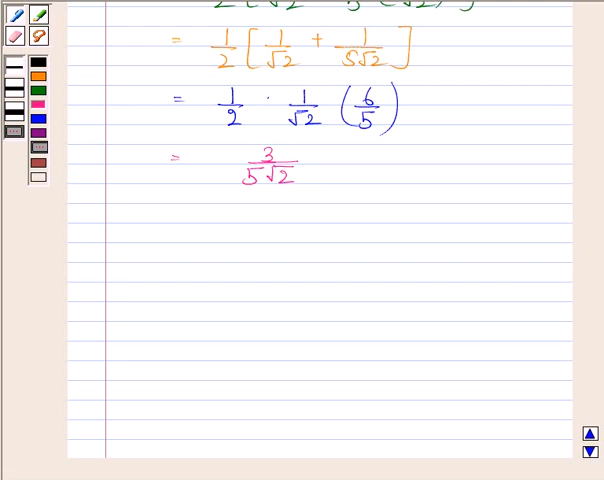 = 1/2 [ 1/√2 + 1/5√2 ]
= 1/2 · 1/√2 ( 6/5 )
= 3/5√2